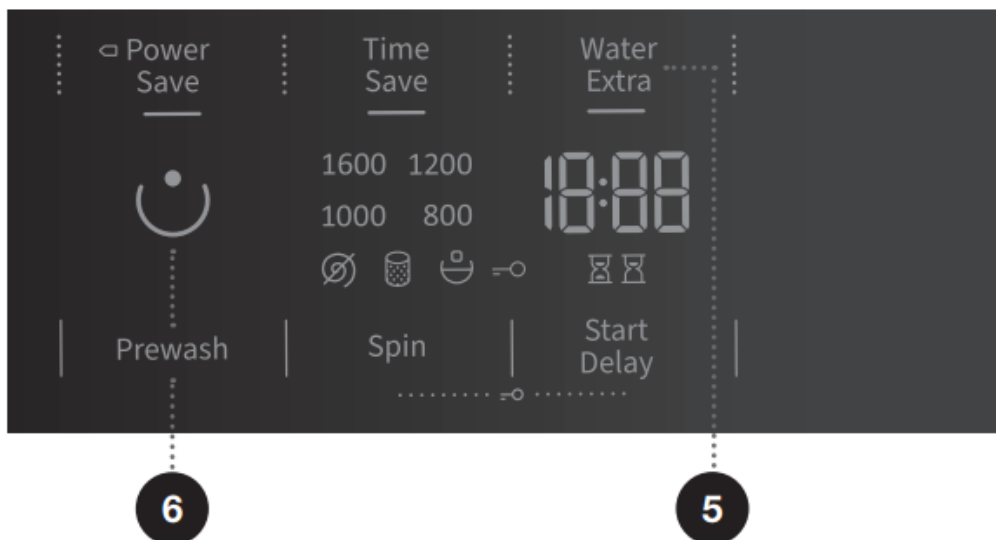 Power
Save
Time
Save
Water
Extra
1600 1200
1000 800
18:88
Prewash
Spin
Start
Delay
6
5